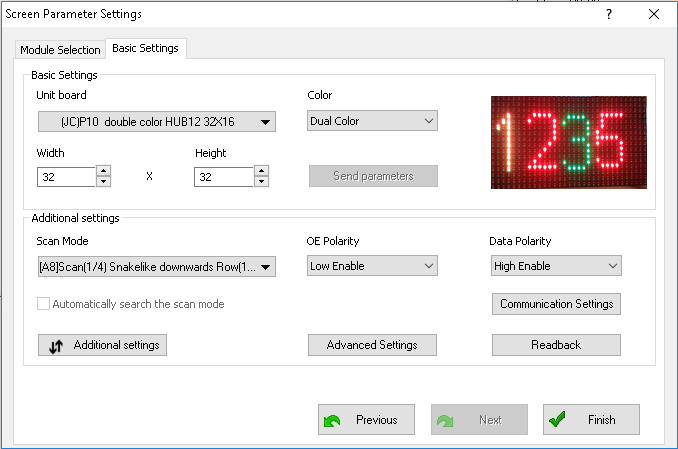 Screen Parameter Settings ?
Module Selection Basic Settings
Basic Settings
Unit board Color
(JC)P10 double color HUB12 32X16 Dual Color
Width Height
32 X 32 Send parameters
1235
Additional settings
Scan Mode OE Polarity Data Polarity
[A8]Scan(1/4) Snakelike downwards Row(1... Low Enable High Enable
Automatically search the scan mode Communication Settings
Additional settings Advanced Settings Readback
Previous Next Finish